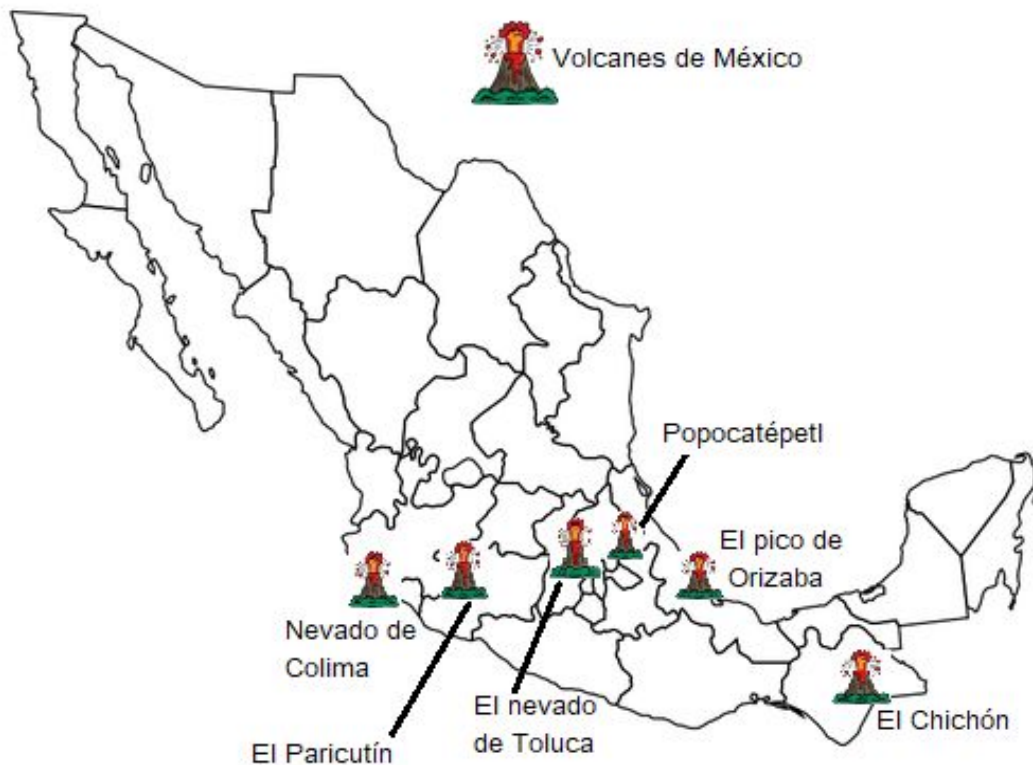 Volcanes de México
Popocatépetl
El pico de
Orizaba
Nevado de
Colima
El Chichón
El nevado
de Toluca
El Paricutín